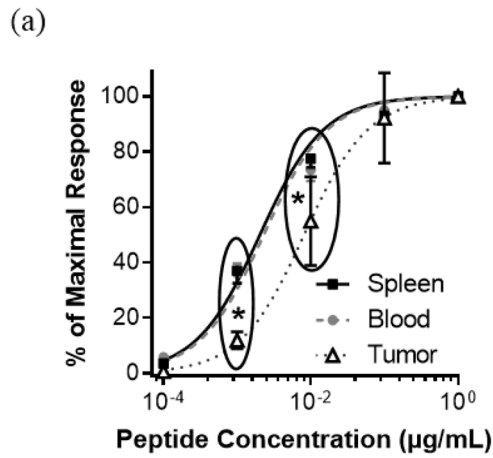 (a)
% of Maximal Response
100
80
60
40
20
0
*
*
Spleen
Blood
Tumor
10⁻⁴
10⁻²
10⁰
Peptide Concentration (µg/mL)